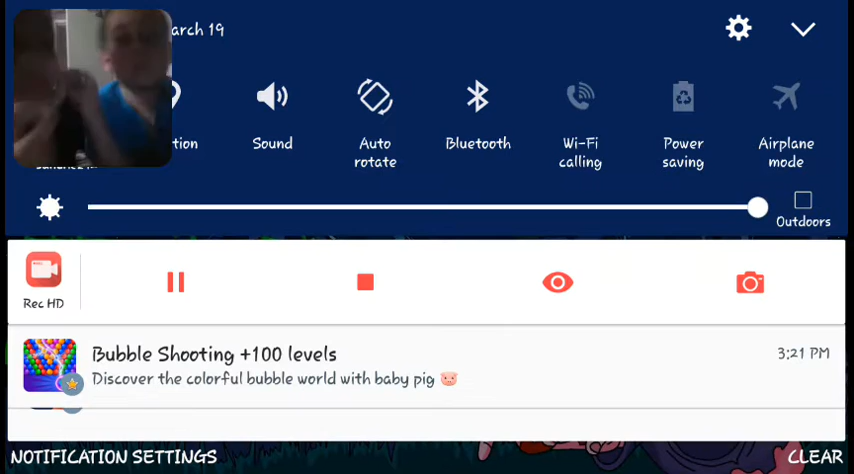 arch 19
tion
Sound
Auto
rotate
Bluetooth
Wi-Fi
calling
Power
saving
Airplane
mode
Outdoors
Rec HD
Bubble Shooting +100 levels
3:21 PM
Discover the colorful bubble world with baby pig 🐷
NOTIFICATION SETTINGS
CLEAR